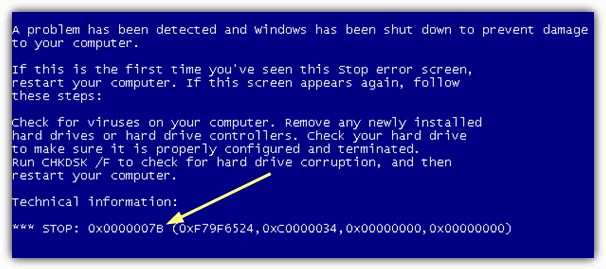 A problem has been detected and Windows has been shut down to prevent damage
to your computer.
If this is the first time you've seen this Stop error screen,
restart your computer. If this screen appears again, follow
these steps:
Check for viruses on your computer. Remove any newly installed
hard drives or hard drive controllers. Check your hard drive
to make sure it is properly configured and terminated.
Run CHKDSK /F to check for hard drive corruption, and then
restart your computer.
Technical information:
*** STOP: 0x0000007B (0xF79F6524,0xC0000034,0x00000000,0x00000000)